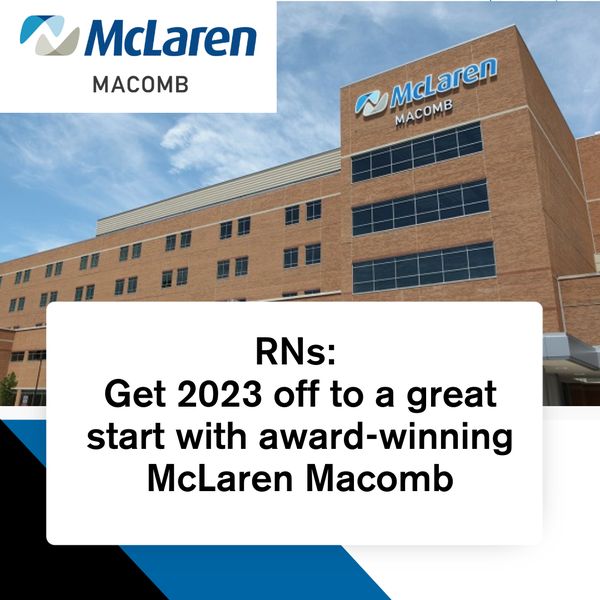 McLaren
MACOMB
McLaren
MACOMB
RNs:
Get 2023 off to a great
start with award-winning
McLaren Macomb